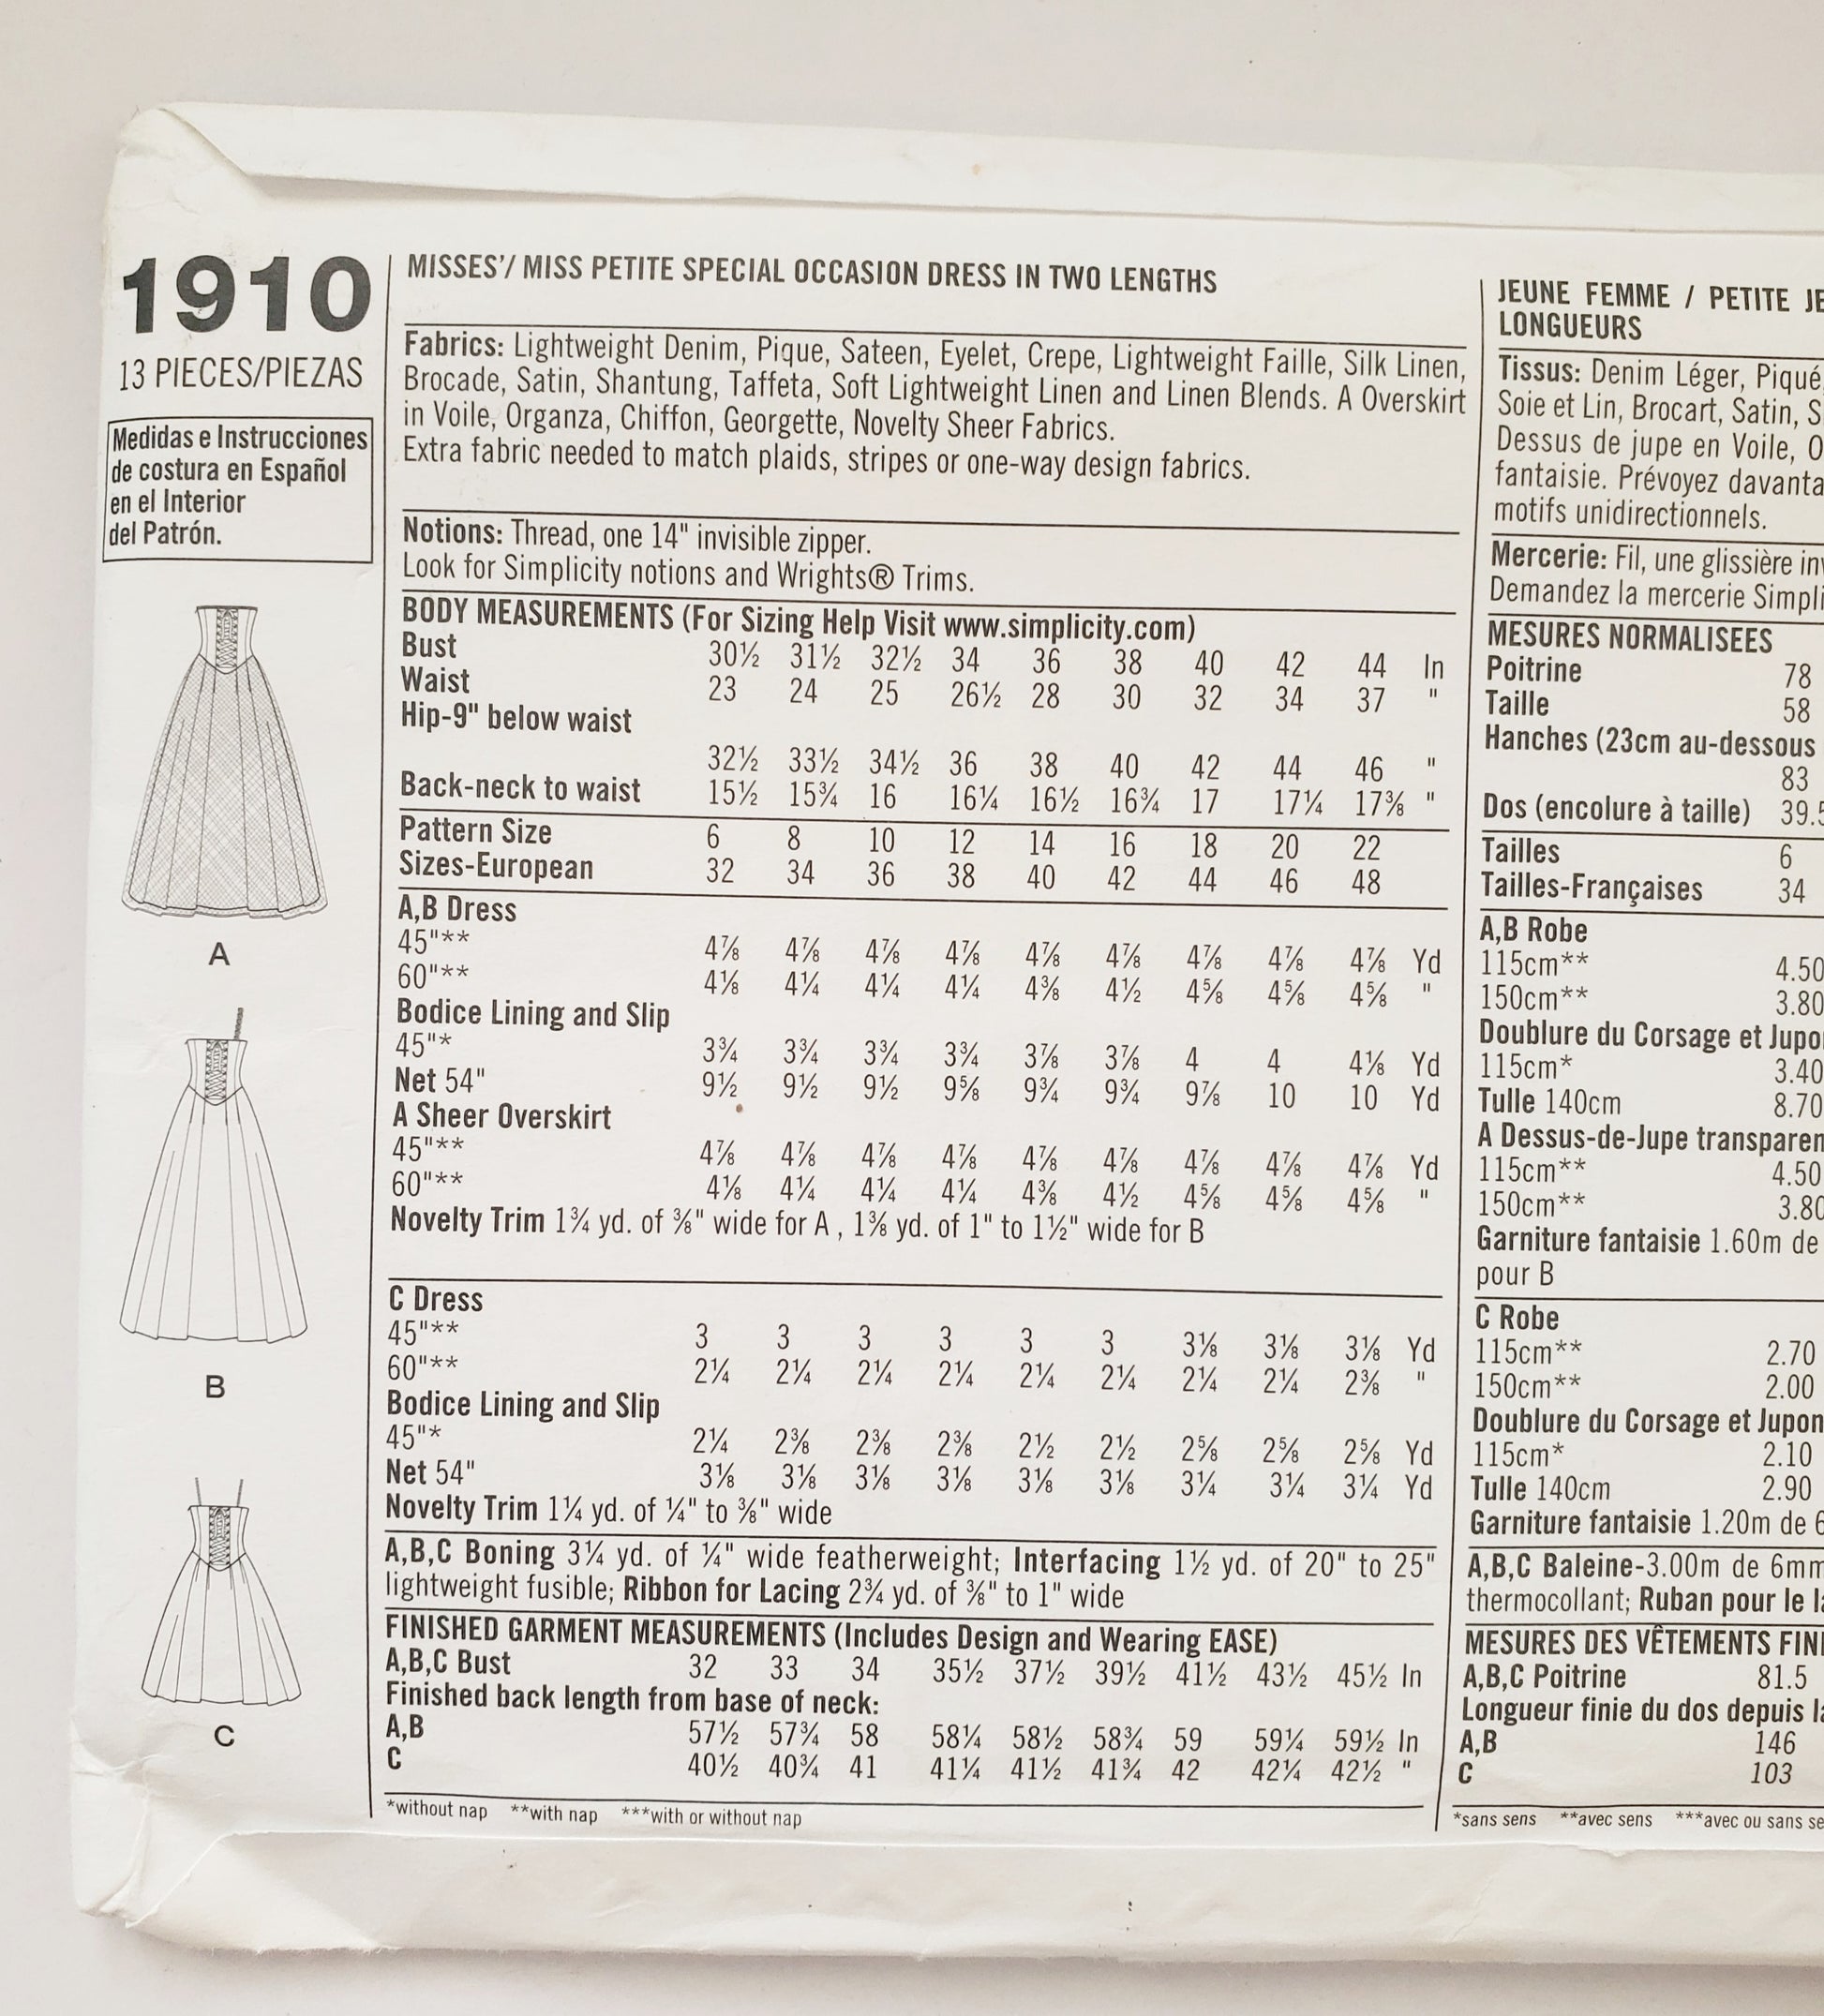 1910
13 PIECES/PIEZAS
Medidas e Instrucciones
de costura en Español
en el Interior
del Patrón.
A
B
C
MISSES'/ MISS PETITE SPECIAL OCCASION DRESS IN TWO LENGTHS
Fabrics: Lightweight Denim, Pique, Sateen, Eyelet, Crepe, Lightweight Faille, Silk Linen,
Brocade, Satin, Shantung, Taffeta, Soft Lightweight Linen and Linen Blends. A Overskirt
in Voile, Organza, Chiffon, Georgette, Novelty Sheer Fabrics.
Extra fabric needed to match plaids, stripes or one-way design fabrics.
Notions: Thread, one 14" invisible zipper.
Look for Simplicity notions and Wrights® Trims.
BODY MEASUREMENTS (For Sizing Help Visit www.simplicity.com)
Bust 30½ 31½ 32½ 34 36 38 40 42 44 In
Waist 23 24 25 26½ 28 30 32 34 37 "
Hip-9" below waist
32½ 33½ 34½ 36 38 40 42 44 46 "
Back-neck to waist 15½ 15¾ 16 16¼ 16½ 16¾ 17 17¼ 17⅜ "
Pattern Size 6 8 10 12 14 16 18 20 22
Sizes-European 32 34 36 38 40 42 44 46 48
A,B Dress
45"** 4⅞ 4⅞ 4⅞ 4⅞ 4⅞ 4⅞ 4⅞ 4⅞ 4⅞ Yd
60"** 4⅛ 4¼ 4¼ 4¼ 4⅜ 4½ 4⅝ 4⅝ 4⅝ "
Bodice Lining and Slip
45"* 3¾ 3¾ 3¾ 3¾ 3⅞ 3⅞ 4 4 4⅛ Yd
Net 54" 9½ 9½ 9½ 9⅝ 9¾ 9¾ 9⅞ 10 10 Yd
A Sheer Overskirt
45"** 4⅞ 4⅞ 4⅞ 4⅞ 4⅞ 4⅞ 4⅞ 4⅞ 4⅞ Yd
60"** 4⅛ 4¼ 4¼ 4¼ 4⅜ 4½ 4⅝ 4⅝ 4⅝ "
Novelty Trim 1¾ yd. of ⅜" wide for A , 1⅜ yd. of 1" to 1½" wide for B
C Dress
45"** 3 3 3 3 3 3 3⅛ 3⅛ 3⅛ Yd
60"** 2¼ 2¼ 2¼ 2¼ 2¼ 2¼ 2¼ 2¼ 2⅜ "
Bodice Lining and Slip
45"* 2¼ 2⅜ 2⅜ 2⅜ 2½ 2½ 2⅝ 2⅝ 2⅝ Yd
Net 54" 3⅛ 3⅛ 3⅛ 3⅛ 3⅛ 3⅛ 3¼ 3¼ 3¼ Yd
Novelty Trim 1¼ yd. of ¼" to ⅜" wide
A,B,C Boning 3¼ yd. of ¼" wide featherweight; Interfacing 1½ yd. of 20" to 25"
lightweight fusible; Ribbon for Lacing 2¾ yd. of ⅜" to 1" wide
FINISHED GARMENT MEASUREMENTS (Includes Design and Wearing EASE)
A,B,C Bust 32 33 34 35½ 37½ 39½ 41½ 43½ 45½ In
Finished back length from base of neck:
A,B 57½ 57¾ 58 58¼ 58½ 58¾ 59 59¼ 59½ In
C 40½ 40¾ 41 41¼ 41½ 41¾ 42 42¼ 42½ "
*without nap **with nap ***with or without nap
JEUNE FEMME / PETITE JE
LONGUEURS
Tissus: Denim Léger, Piqué,
Soie et Lin, Brocart, Satin, S
Dessus de jupe en Voile, O
fantaisie. Prévoyez davanta
motifs unidirectionnels.
Mercerie: Fil, une glissière inv
Demandez la mercerie Simpli
MESURES NORMALISEES
Poitrine 78
Taille 58
Hanches (23cm au-dessous
83
Dos (encolure à taille) 39.5
Tailles 6
Tailles-Françaises 34
A,B Robe
115cm** 4.50
150cm** 3.80
Doublure du Corsage et Jupo
115cm* 3.40
Tulle 140cm 8.70
A Dessus-de-Jupe transparen
115cm** 4.50
150cm** 3.80
Garniture fantaisie 1.60m de
pour B
C Robe
115cm** 2.70
150cm** 2.00
Doublure du Corsage et Jupon
115cm* 2.10
Tulle 140cm 2.90
Garniture fantaisie 1.20m de 6
A,B,C Baleine-3.00m de 6mm
thermocollant; Ruban pour le la
MESURES DES VÊTEMENTS FINI
A,B,C Poitrine 81.5
Longueur finie du dos depuis la
A,B 146
C 103
*sans sens **avec sens ***avec ou sans se